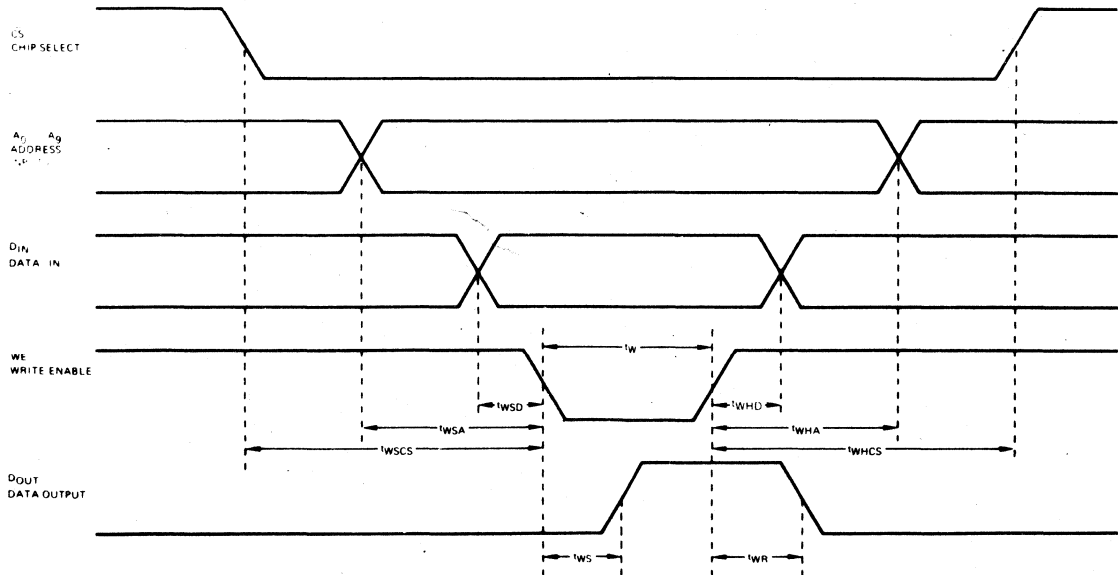 CS
CHIP SELECT
A0 A9
ADDRESS
DIN
DATA IN
WE
WRITE ENABLE
tW
tWSD
tWHD
tWSA
tWHA
tWSCS
tWHCS
DOUT
DATA OUTPUT
tWS
tWR